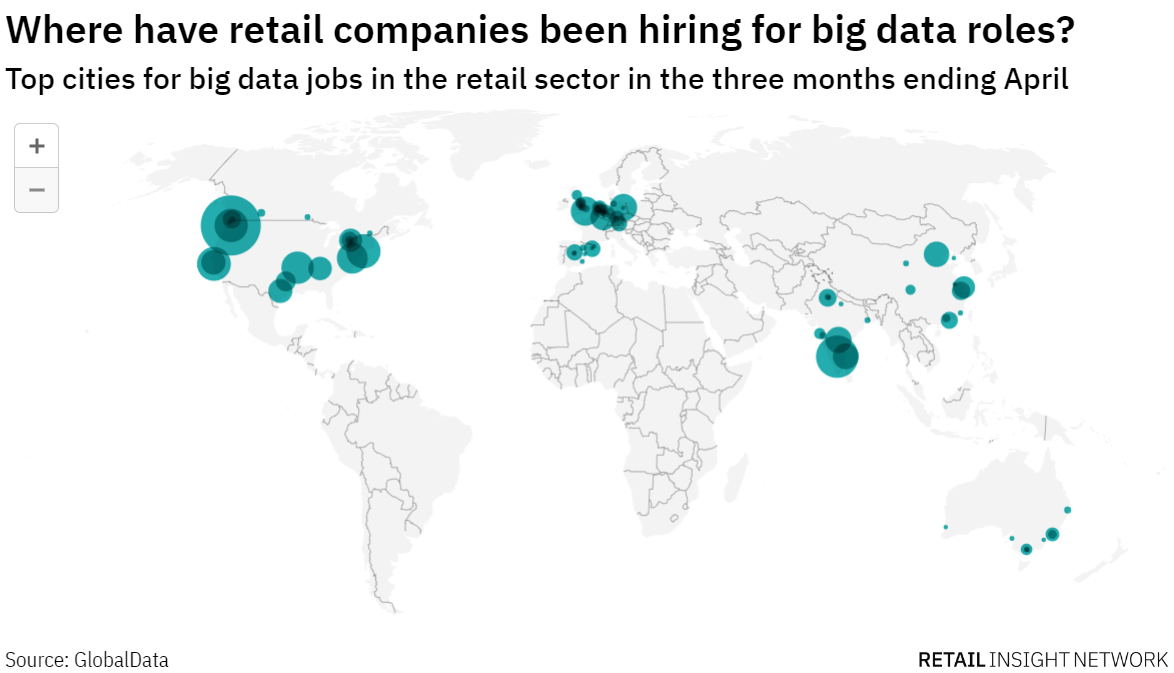 Where have retail companies been hiring for big data roles?
Top cities for big data jobs in the retail sector in the three months ending April
+
−
Source: GlobalData
RETAIL INSIGHT NETWORK